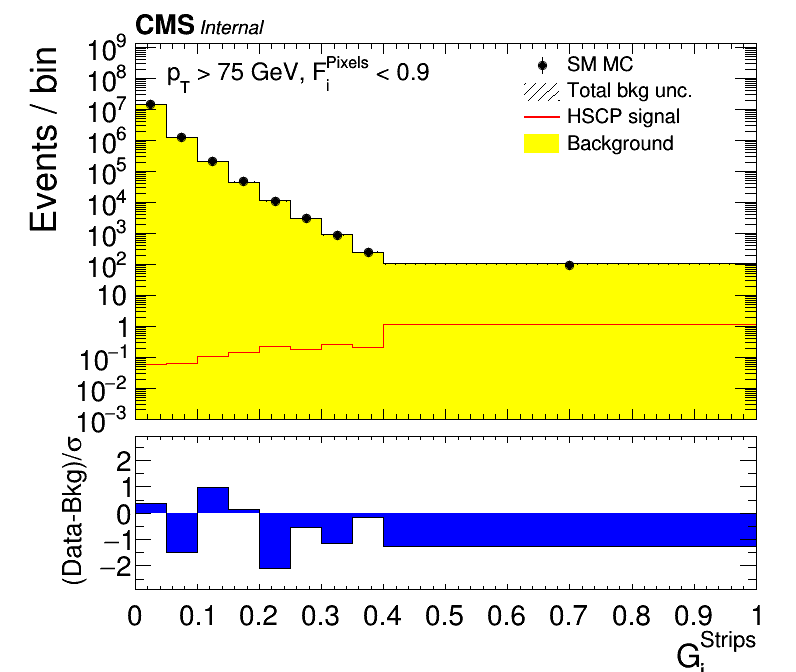 CMS Internal
Events / bin
p_T > 75 GeV, F_i^Pixels < 0.9
SM MC
Total bkg unc.
HSCP signal
Background
10^9
10^8
10^7
10^6
10^5
10^4
10^3
10^2
10
1
10^−1
10^−2
10^−3
(Data-Bkg)/σ
2
1
0
−1
−2
0 0.1 0.2 0.3 0.4 0.5 0.6 0.7 0.8 0.9 1
G_i^Strips